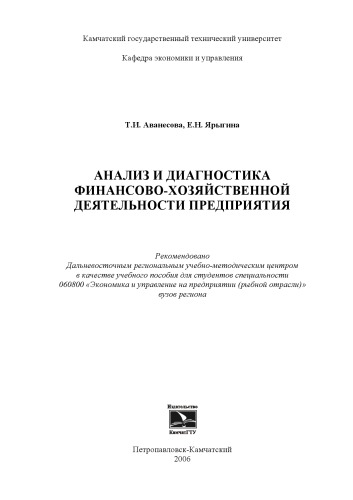 Камчатский государственный технический университет
Кафедра экономики и управления
Т.Н. Аванесова, Е.Н. Ярыгина
АНАЛИЗ И ДИАГНОСТИКА
ФИНАНСОВО-ХОЗЯЙСТВЕННОЙ
ДЕЯТЕЛЬНОСТИ ПРЕДПРИЯТИЯ
Рекомендовано
Дальневосточным региональным учебно-методическим центром
в качестве учебного пособия для студентов специальности
060800 «Экономика и управление на предприятии (рыбной отрасли)»
вузов региона
Издательство
КамчатГТУ
Петропавловск-Камчатский
2006